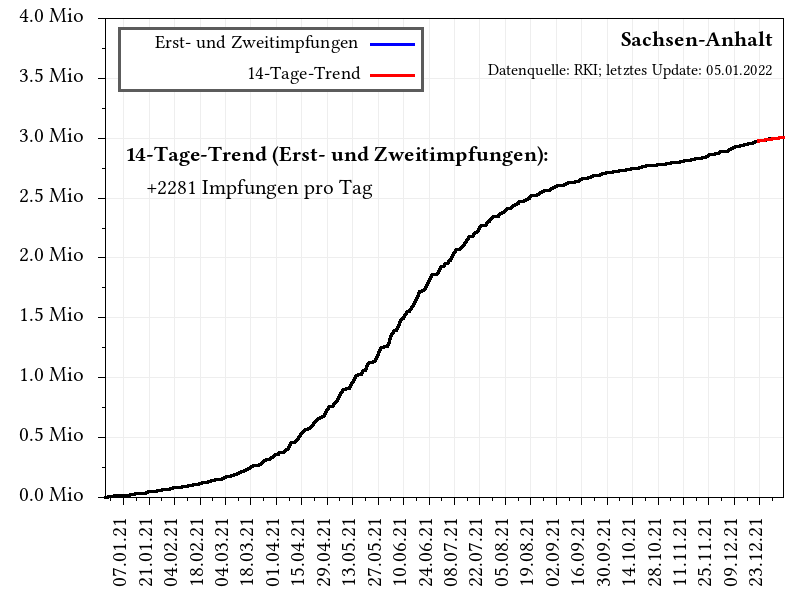 4.0 Mio
3.5 Mio
3.0 Mio
2.5 Mio
2.0 Mio
1.5 Mio
1.0 Mio
0.5 Mio
0.0 Mio
Erst- und Zweitimpfungen
14-Tage-Trend
Sachsen-Anhalt
Datenquelle: RKI; letztes Update: 05.01.2022
14-Tage-Trend (Erst- und Zweitimpfungen):
+2281 Impfungen pro Tag
07.01.21
21.01.21
04.02.21
18.02.21
04.03.21
18.03.21
01.04.21
15.04.21
29.04.21
13.05.21
27.05.21
10.06.21
24.06.21
08.07.21
22.07.21
05.08.21
19.08.21
02.09.21
16.09.21
30.09.21
14.10.21
28.10.21
11.11.21
25.11.21
09.12.21
23.12.21